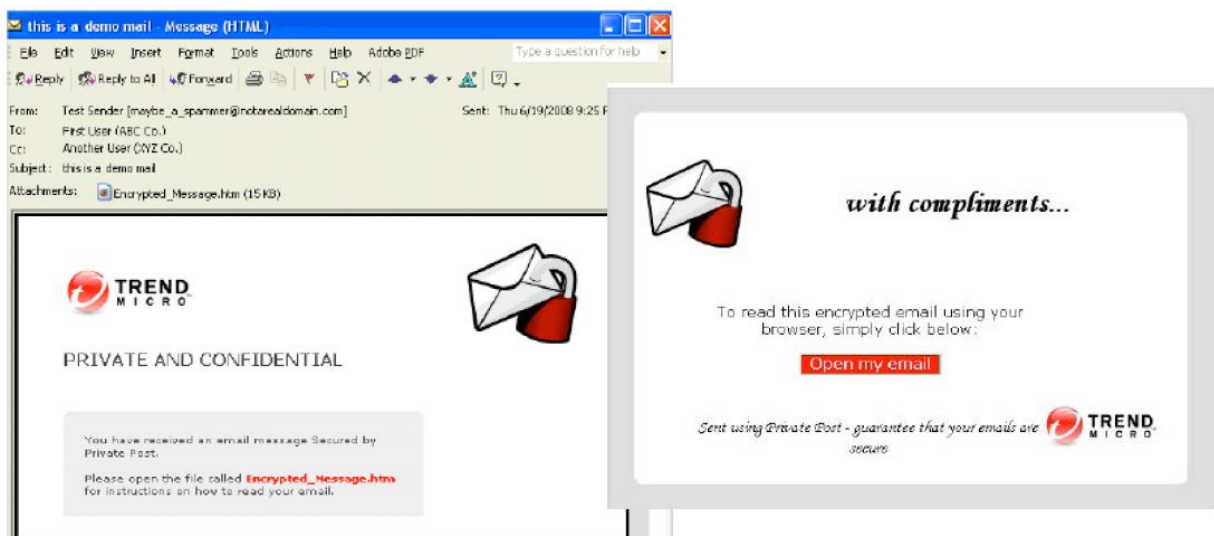 this is a demo mail - Message (HTML)
File Edit View Insert Format Tools Actions Help Adobe PDF Type a question for help
Reply Reply to All Forward
From: Test Sender [maybe_a_spammer@notarealdomain.com] Sent: Thu 6/19/2008 9:25 P
To: First User (ABC Co.)
Cc: Another User (XYZ Co.)
Subject: this is a demo mail
Attachments: Encrypted_Message.htm (15 KB)
TREND
MICRO
PRIVATE AND CONFIDENTIAL
You have received an email message Secured by
Private Post.
Please open the file called Encrypted_Message.htm
for instructions on how to read your email.
with compliments...
To read this encrypted email using your
browser, simply click below:
Open my email
Sent using Private Post - guarantee that your emails are
secure
TREND
MICRO